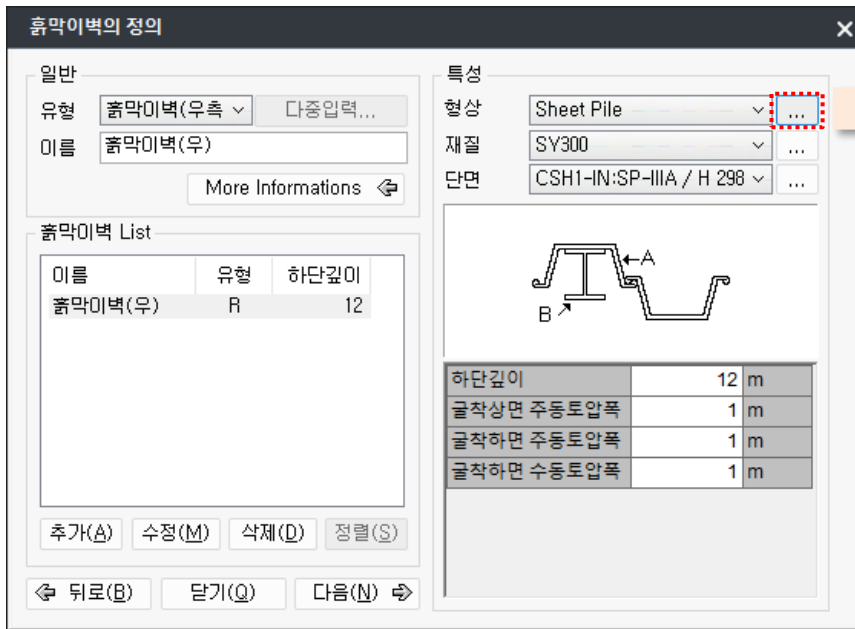 흙막이벽의 정의
일반
유형 흙막이벽(우측 다중입력...
이름 흙막이벽(우)
More Informations
흙막이벽 List
이름 유형 하단깊이
흙막이벽(우) R 12
추가(A) 수정(M) 삭제(D) 정렬(S)
뒤로(B) 닫기(Q) 다음(N)
특성
형상 Sheet Pile ...
재질 SY300 ...
단면 CSH1-IN:SP-IIIA / H 298 ...
A
B
하단깊이 12 m
굴착상면 주동토압폭 1 m
굴착하면 주동토압폭 1 m
굴착하면 수동토압폭 1 m